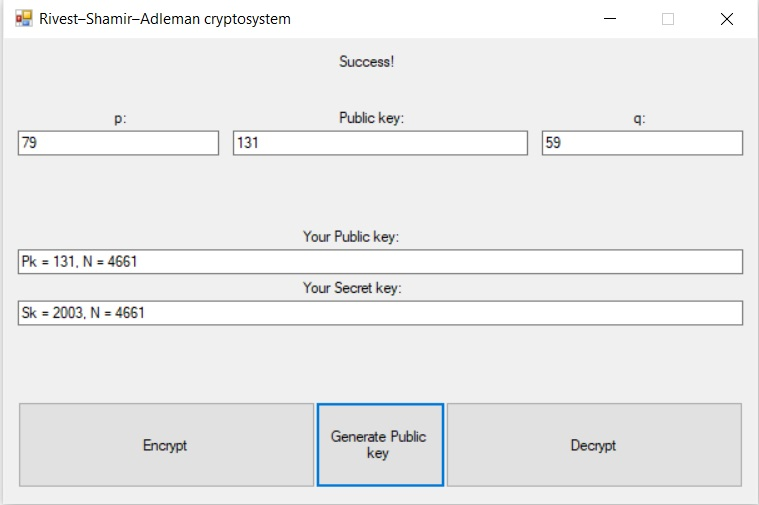 Rivest–Shamir–Adleman cryptosystem
Success!
p:
Public key:
q:
79
131
59
Your Public key:
Pk = 131, N = 4661
Your Secret key:
Sk = 2003, N = 4661
Encrypt
Generate Public
key
Decrypt